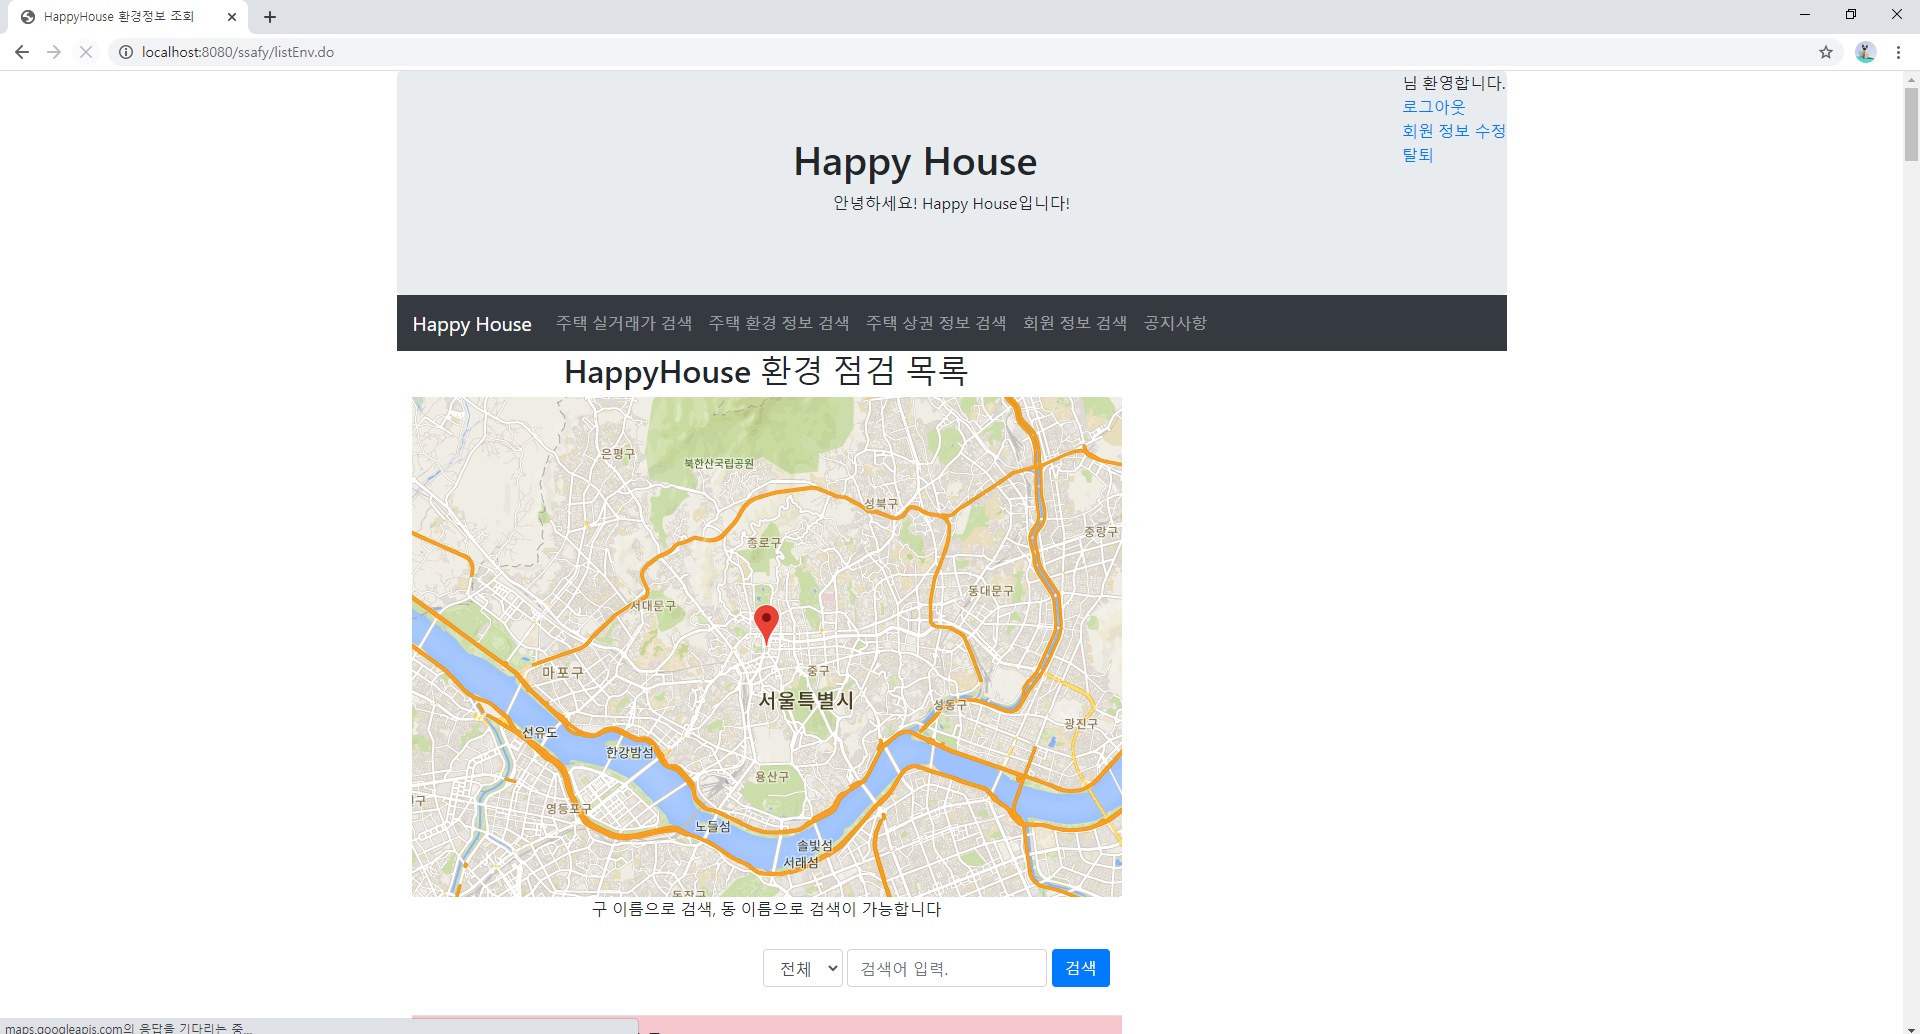 HappyHouse 환경정보 조회
localhost:8080/ssafy/listEnv.do
님 환영합니다.
로그아웃
회원 정보 수정
탈퇴
Happy House
안녕하세요! Happy House입니다!
Happy House 주택 실거래가 검색 주택 환경 정보 검색 주택 상권 정보 검색 회원 정보 검색 공지사항
HappyHouse 환경 점검 목록
은평구
북한산국립공원
성북구
중랑구
종로구
동대문구
서대문구
마포구
중구
서울특별시
성동구
광진구
선유도
한강밤섬
용산구
구
영등포구
노들섬
솔빛섬
서래섬
동작구
구 이름으로 검색, 동 이름으로 검색이 가능합니다
전체 검색어 입력. 검색
maps.googleapis.com의 응답을 기다리는 중...